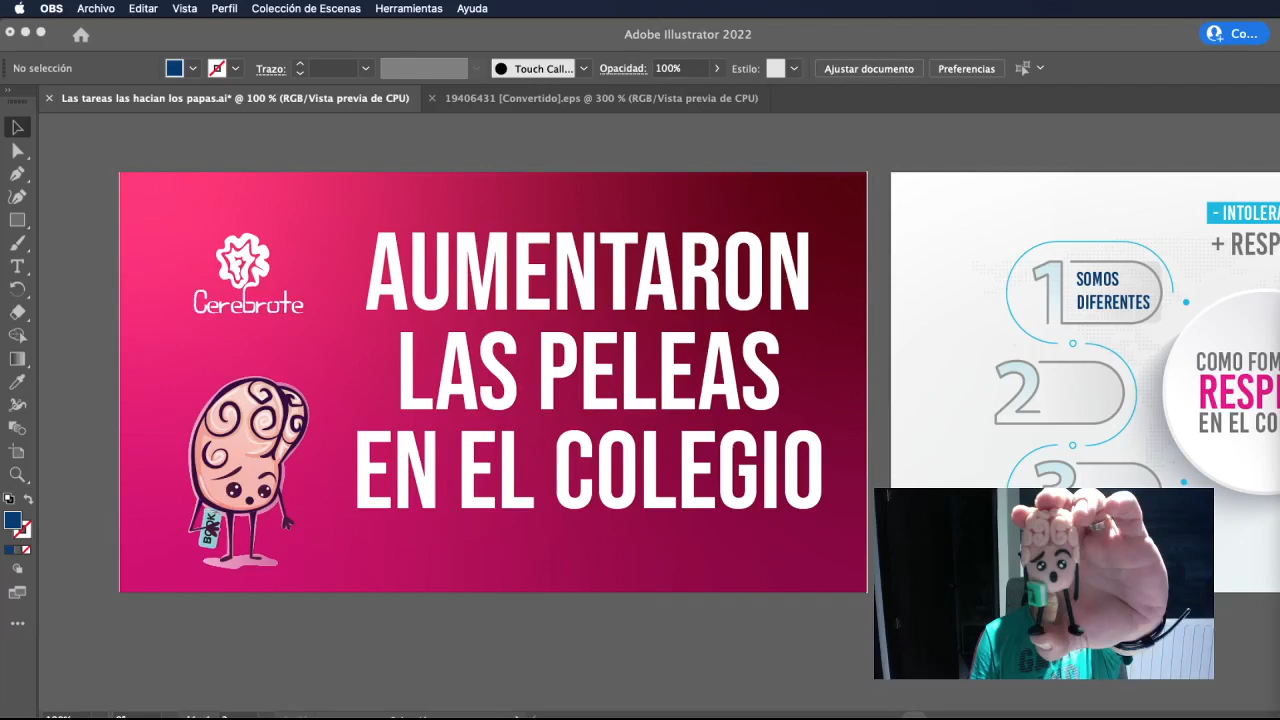 OBS Archivo Editar Vista Perfil Colección de Escenas Herramientas Ayuda
Adobe Illustrator 2022
Co...
No selección
Trazo:
Touch Call...
Opacidad:
100%
Estilo:
Ajustar documento
Preferencias
Las tareas las hacian los papas.ai* @ 100 % (RGB/Vista previa de CPU)
19406431 [Convertido].eps @ 300 % (RGB/Vista previa de CPU)
Cerebrote
AUMENTARON
LAS PELEAS
EN EL COLEGIO
BOOK
- INTOLERA
+ RESP
1
SOMOS
DIFERENTES
2
COMO FOM
RESPE
EN EL CO
3